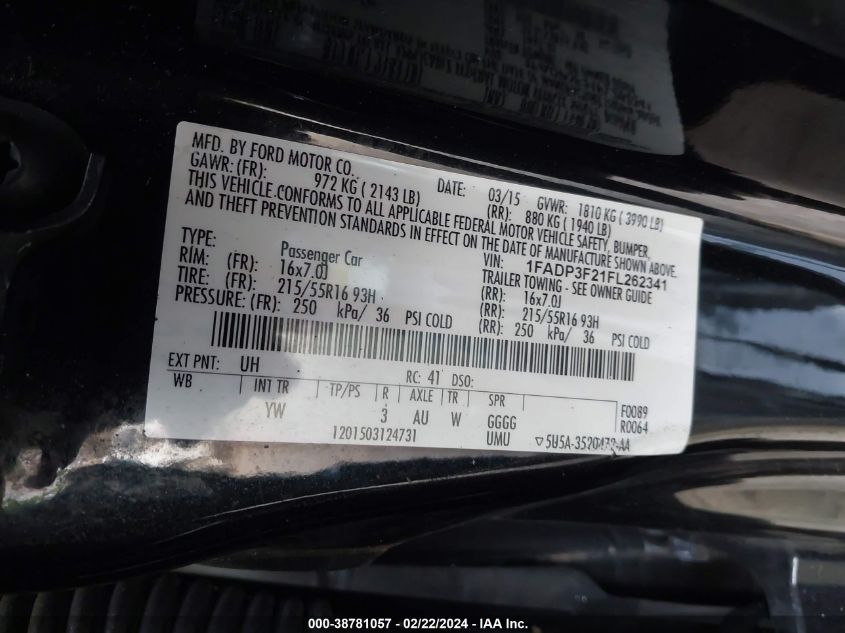 MFD. BY FORD MOTOR CO.
DATE: 03/15 GVWR: 1810 KG ( 3990 LB)
GAWR:(FR): 972 KG ( 2143 LB) (RR): 880 KG ( 1940 LB)
THIS VEHICLE CONFORMS TO ALL APPLICABLE FEDERAL MOTOR VEHICLE SAFETY, BUMPER,
AND THEFT PREVENTION STANDARDS IN EFFECT ON THE DATE OF MANUFACTURE SHOWN ABOVE.
VIN: 1FADP3F21FL262341
TYPE: Passenger Car TRAILER TOWING - SEE OWNER GUIDE
RIM: (FR): 16x7.0J (RR): 16x7.0J
TIRE: (FR): 215/55R16 93H (RR): 215/55R16 93H
PRESSURE: (FR): 250 kPa/ 36 PSI COLD (RR): 250 kPa/ 36 PSI COLD
EXT PNT: UH RC: 41 DSO:
WB INT TR TP/PS R AXLE TR SPR
YW 3 AU W GGGG F0089
R0064
1201503124731 UMU
000-38781057 - 02/22/2024 - IAA Inc.